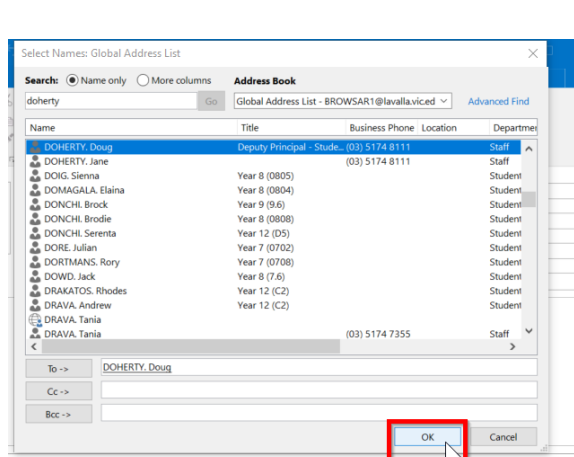 Select Names: Global Address List
Search: Name only More columns Address Book
doherty Go Global Address List - BROWSAR1@lavalla.vic.ed Advanced Find
Name Title Business Phone Location Departmen
DOHERTY. Doug Deputy Principal - Stude... (03) 5174 8111 Staff
DOHERTY. Jane (03) 5174 8111 Staff
DOIG. Sienna Year 8 (0805) Student
DOMAGALA. Elaina Year 8 (0804) Student
DONCHI. Brock Year 9 (9.6) Student
DONCHI. Brodie Year 8 (0808) Student
DONCHI. Serenta Year 12 (D5) Student
DORE. Julian Year 7 (0702) Student
DORTMANS. Rory Year 7 (0708) Student
DOWD. Jack Year 8 (7.6) Student
DRAKATOS. Rhodes Year 12 (C2) Student
DRAVA. Andrew Year 12 (C2) Student
DRAVA. Tania
DRAVA. Tania (03) 5174 7355 Staff
To -> DOHERTY. Doug
Cc ->
Bcc ->
OK Cancel